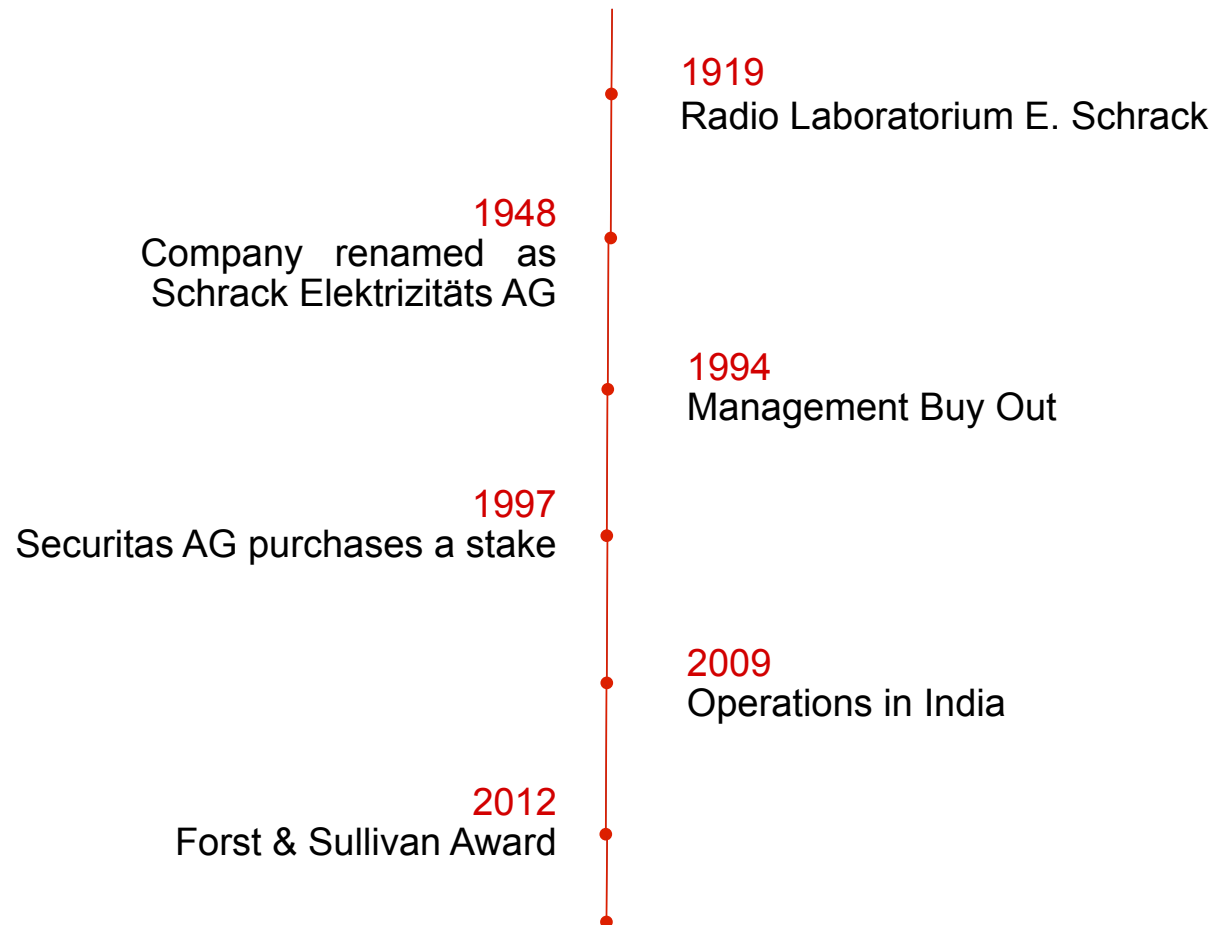 1919
Radio Laboratorium E. Schrack
1948
Company renamed as
Schrack Elektrizitäts AG
1994
Management Buy Out
1997
Securitas AG purchases a stake
2009
Operations in India
2012
Forst & Sullivan Award